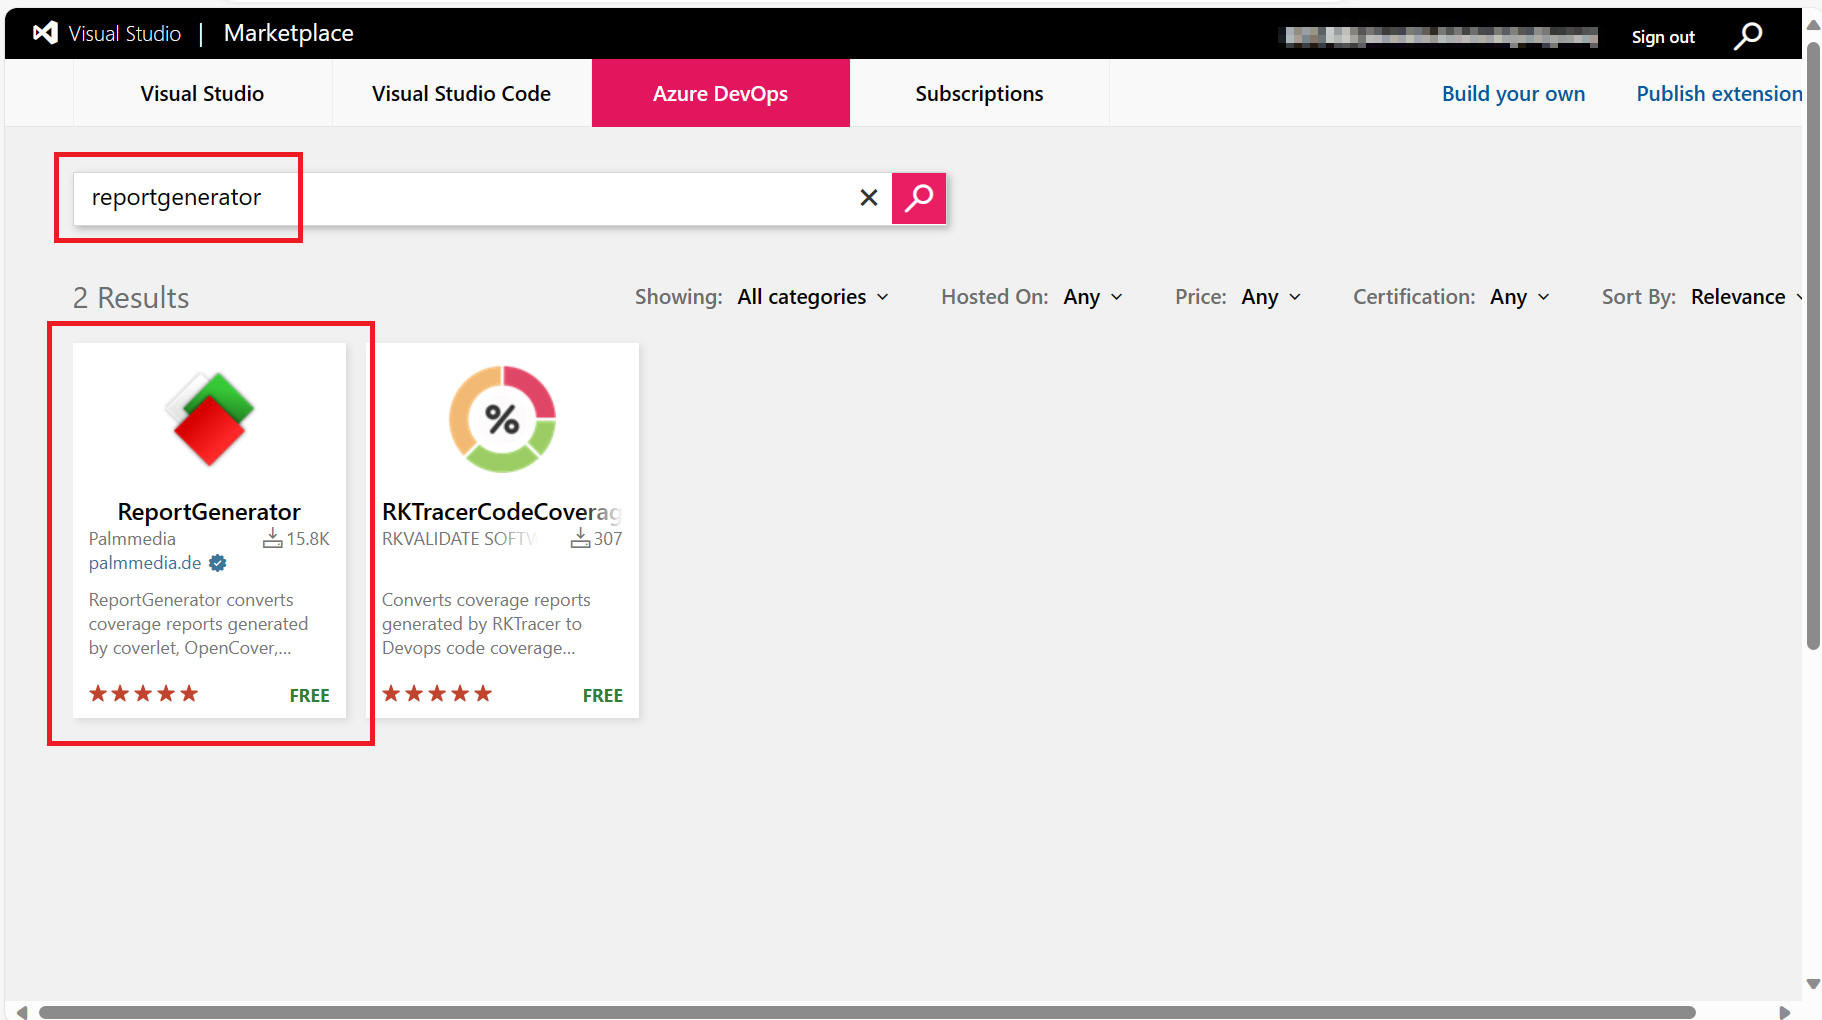 Visual Studio | Marketplace
Sign out
Visual Studio
Visual Studio Code
Azure DevOps
Subscriptions
Build your own
Publish extension
reportgenerator
2 Results
Showing: All categories
Hosted On: Any
Price: Any
Certification: Any
Sort By: Relevance
%
ReportGenerator
Palmmedia 15.8K
palmmedia.de
ReportGenerator converts
coverage reports generated
by coverlet, OpenCover,...
FREE
RKTracerCodeCoverag
RKVALIDATE SOFTW 307
Converts coverage reports
generated by RKTracer to
Devops code coverage...
FREE